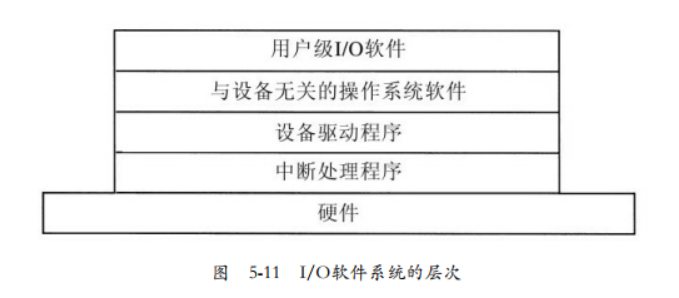 用户级I/O软件
与设备无关的操作系统软件
设备驱动程序
中断处理程序
硬件
图 5-11 I/O软件系统的层次